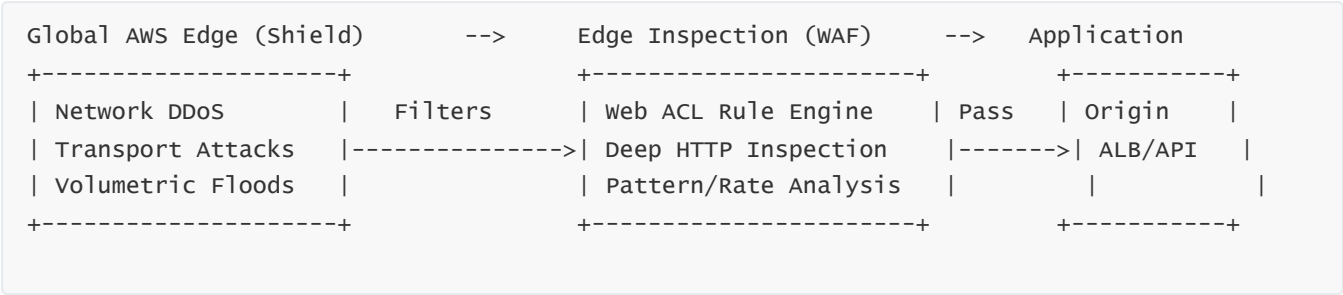 Global AWS Edge (Shield)       -->     Edge Inspection (WAF)     -->   Application
+---------------------+                +-----------------------+         +-----------+
| Network DDoS        |   Filters      | Web ACL Rule Engine    | Pass   | Origin    |
| Transport Attacks   |--------------->| Deep HTTP Inspection    |------->| ALB/API   |
| Volumetric Floods   |                | Pattern/Rate Analysis   |         |            |
+---------------------+                +-----------------------+         +-----------+